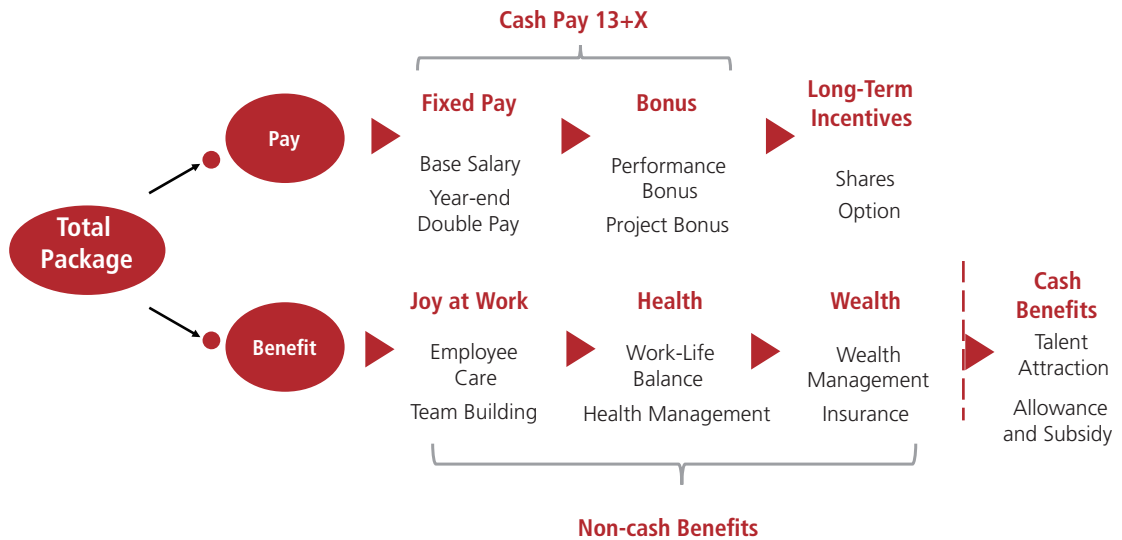 Cash Pay 13+X
Pay
Fixed Pay
Base Salary
Year-end
Double Pay
Bonus
Performance
Bonus
Project Bonus
Long-Term
Incentives
Shares
Option
Total
Package
Benefit
Joy at Work
Employee
Care
Team Building
Health
Work-Life
Balance
Health Management
Wealth
Wealth
Management
Insurance
Cash
Benefits
Talent
Attraction
Allowance
and Subsidy
Non-cash Benefits